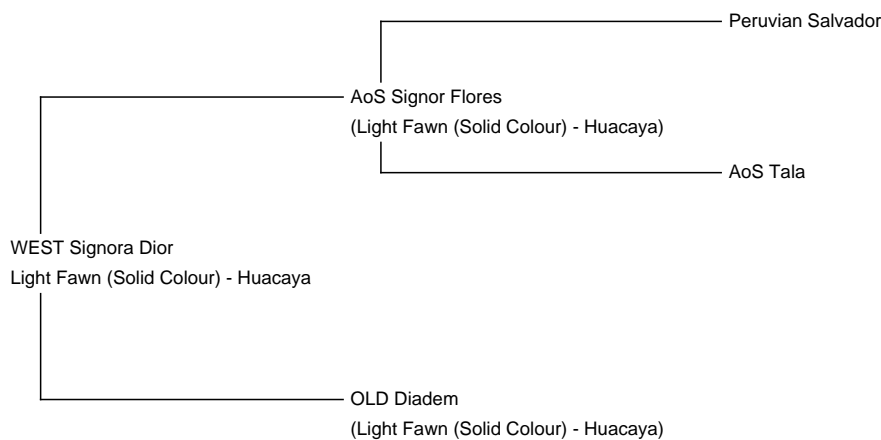 Peruvian Salvador
AoS Signor Flores
(Light Fawn (Solid Colour) - Huacaya)
AoS Tala
WEST Signora Dior
Light Fawn (Solid Colour) - Huacaya
OLD Diadem
(Light Fawn (Solid Colour) - Huacaya)